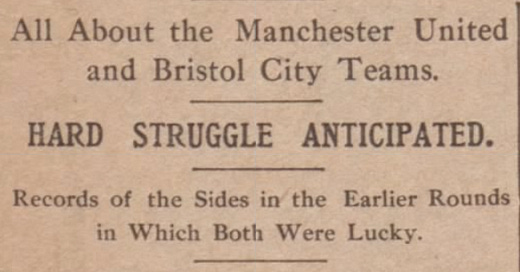 All About the Manchester United
and Bristol City Teams.
HARD STRUGGLE ANTICIPATED.
Records of the Sides in the Earlier Rounds
in Which Both Were Lucky.